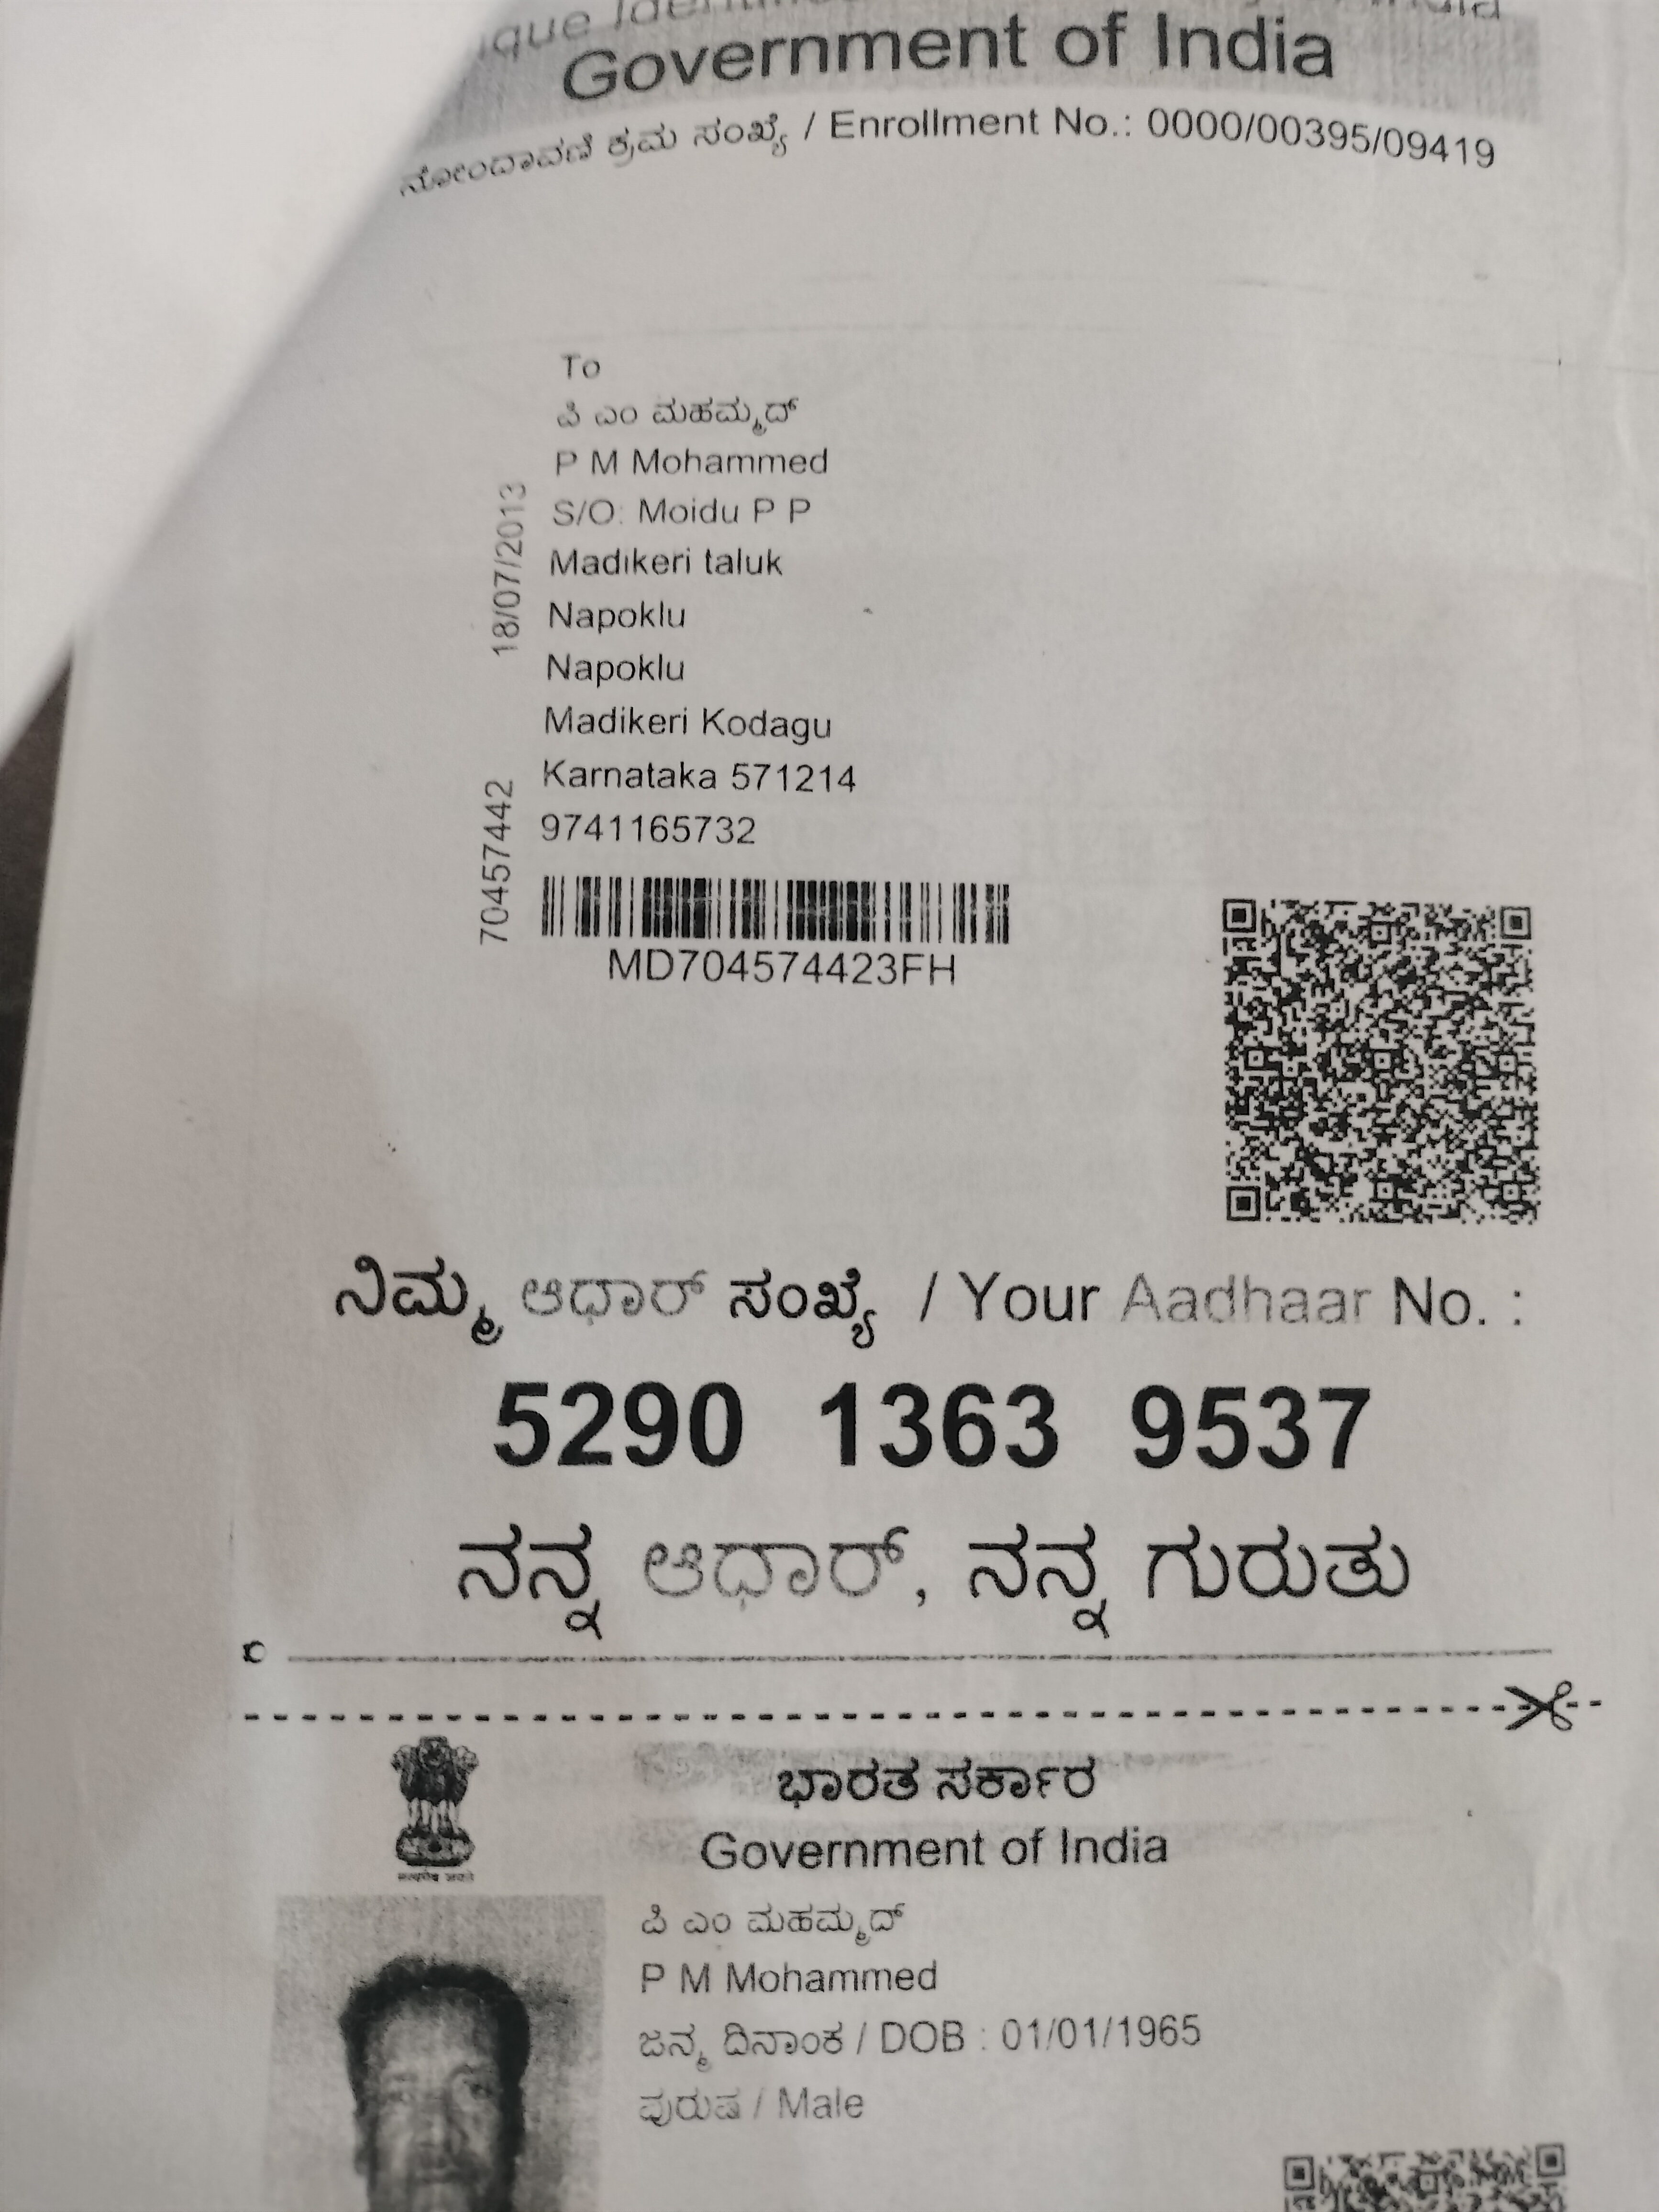 Government of India
ನೋಂದಾವಣಿ ಕ್ರಮ ಸಂಖ್ಯೆ / Enrollment No.: 0000/00395/09419
To
ಪಿ ಎಂ ಮಹಮ್ಮದ್
P M Mohammed
S/O: Moidu P P
Madikeri taluk
Napoklu
Napoklu
Madikeri Kodagu
Karnataka 571214
9741165732
18/07/2013
70457442
MD704574423FH
ನಿಮ್ಮ ಆಧಾರ್ ಸಂಖ್ಯೆ / Your Aadhaar No. :
5290 1363 9537
ನನ್ನ ಆಧಾರ್, ನನ್ನ ಗುರುತು
ಭಾರತ ಸರ್ಕಾರ
Government of India
ಪಿ ಎಂ ಮಹಮ್ಮದ್
P M Mohammed
ಜನ್ಮ ದಿನಾಂಕ / DOB : 01/01/1965
ಪುರುಷ / Male